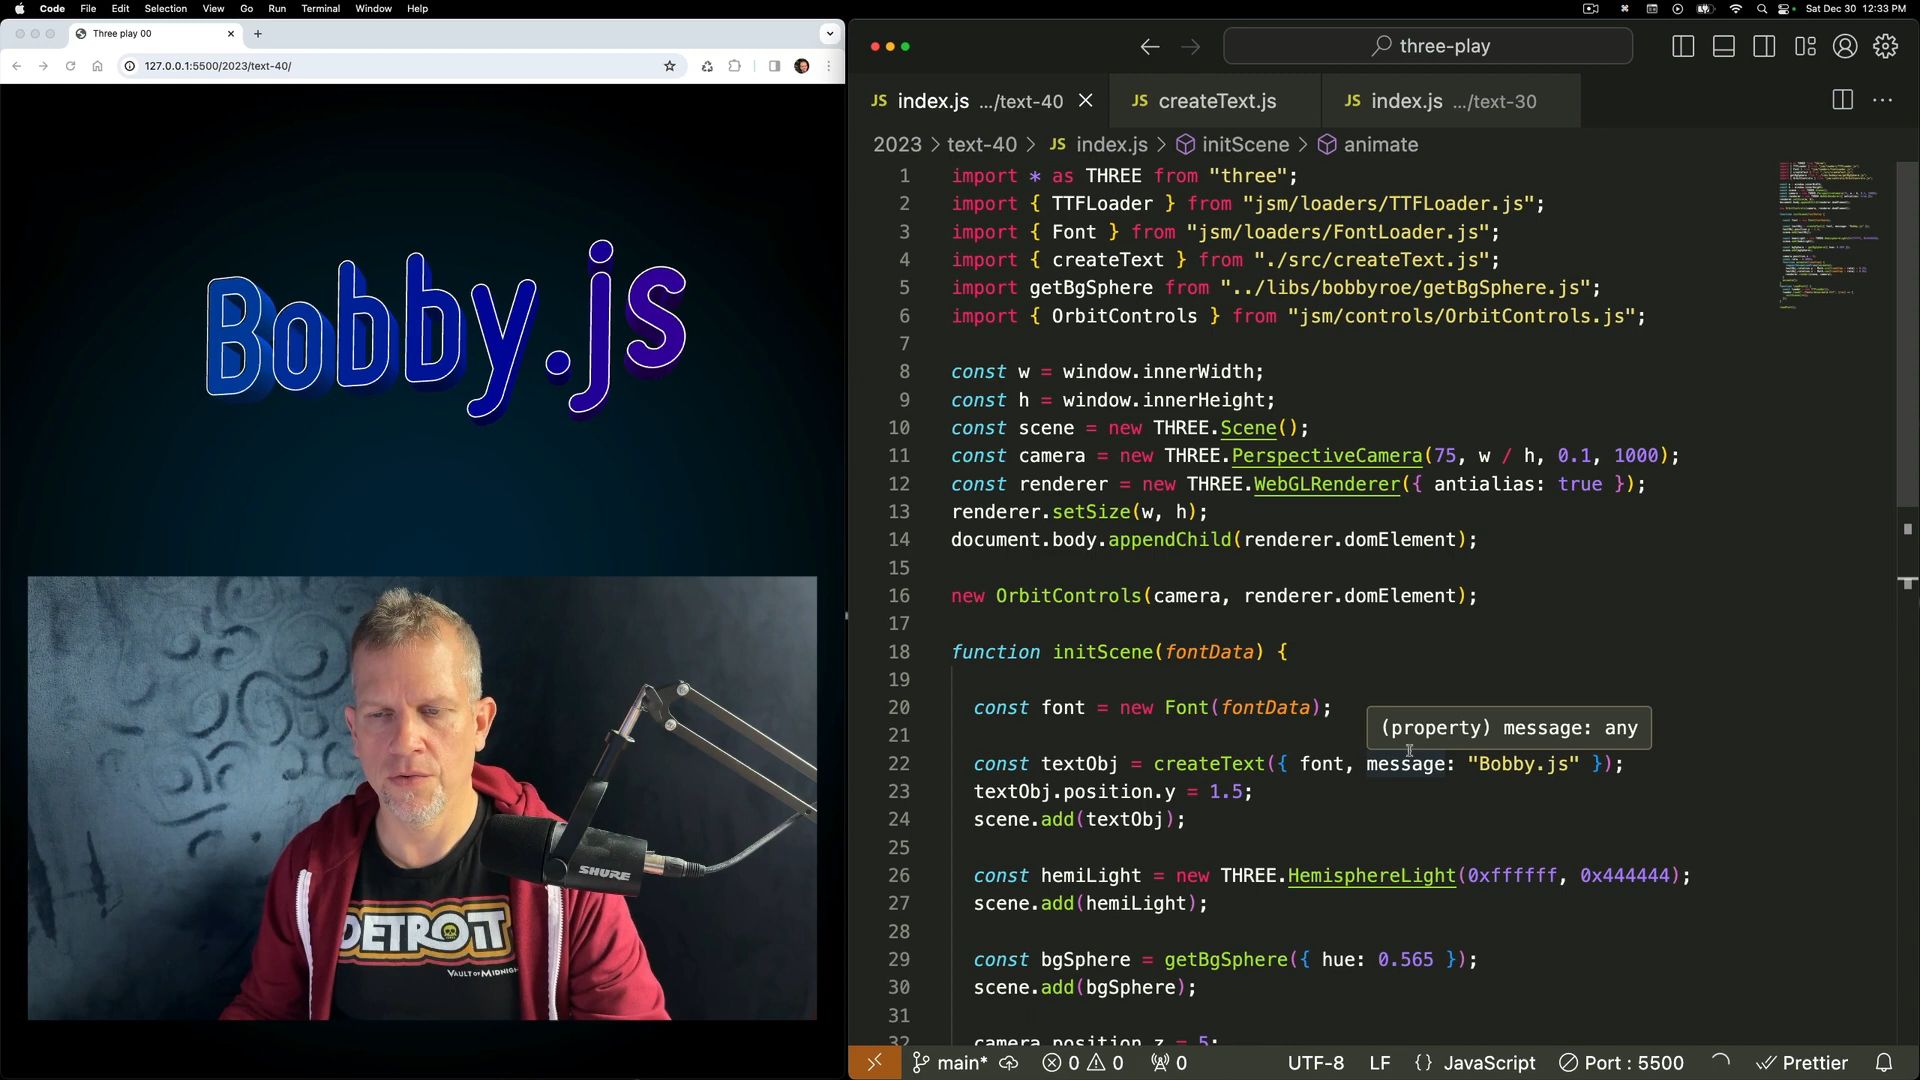 Code File Edit Selection View Go Run Terminal Window Help
Sat Dec 30 12:33 PM
Three play 00
127.0.0.1:5500/2023/text-40/
Bobby.js
SHURE
DETROIT
VAULT OF MIDNIGH
three-play
JS index.js .../text-40
JS createText.js
JS index.js .../text-30
2023 > text-40 > JS index.js > initScene > animate
1 import * as THREE from "three";
2 import { TTFLoader } from "jsm/loaders/TTFLoader.js";
3 import { Font } from "jsm/loaders/FontLoader.js";
4 import { createText } from "./src/createText.js";
5 import getBgSphere from "../libs/bobbyroe/getBgSphere.js";
6 import { OrbitControls } from "jsm/controls/OrbitControls.js";
7
8 const w = window.innerWidth;
9 const h = window.innerHeight;
10 const scene = new THREE.Scene();
11 const camera = new THREE.PerspectiveCamera(75, w / h, 0.1, 1000);
12 const renderer = new THREE.WebGLRenderer({ antialias: true });
13 renderer.setSize(w, h);
14 document.body.appendChild(renderer.domElement);
15
16 new OrbitControls(camera, renderer.domElement);
17
18 function initScene(fontData) {
19
20 const font = new Font(fontData);
(property) message: any
21
22 const textObj = createText({ font, message: "Bobby.js" });
23 textObj.position.y = 1.5;
24 scene.add(textObj);
25
26 const hemiLight = new THREE.HemisphereLight(0xffffff, 0x444444);
27 scene.add(hemiLight);
28
29 const bgSphere = getBgSphere({ hue: 0.565 });
30 scene.add(bgSphere);
31
32 camera.position.z = 5;
main* 0 0 0 UTF-8 LF {} JavaScript Port : 5500 Prettier